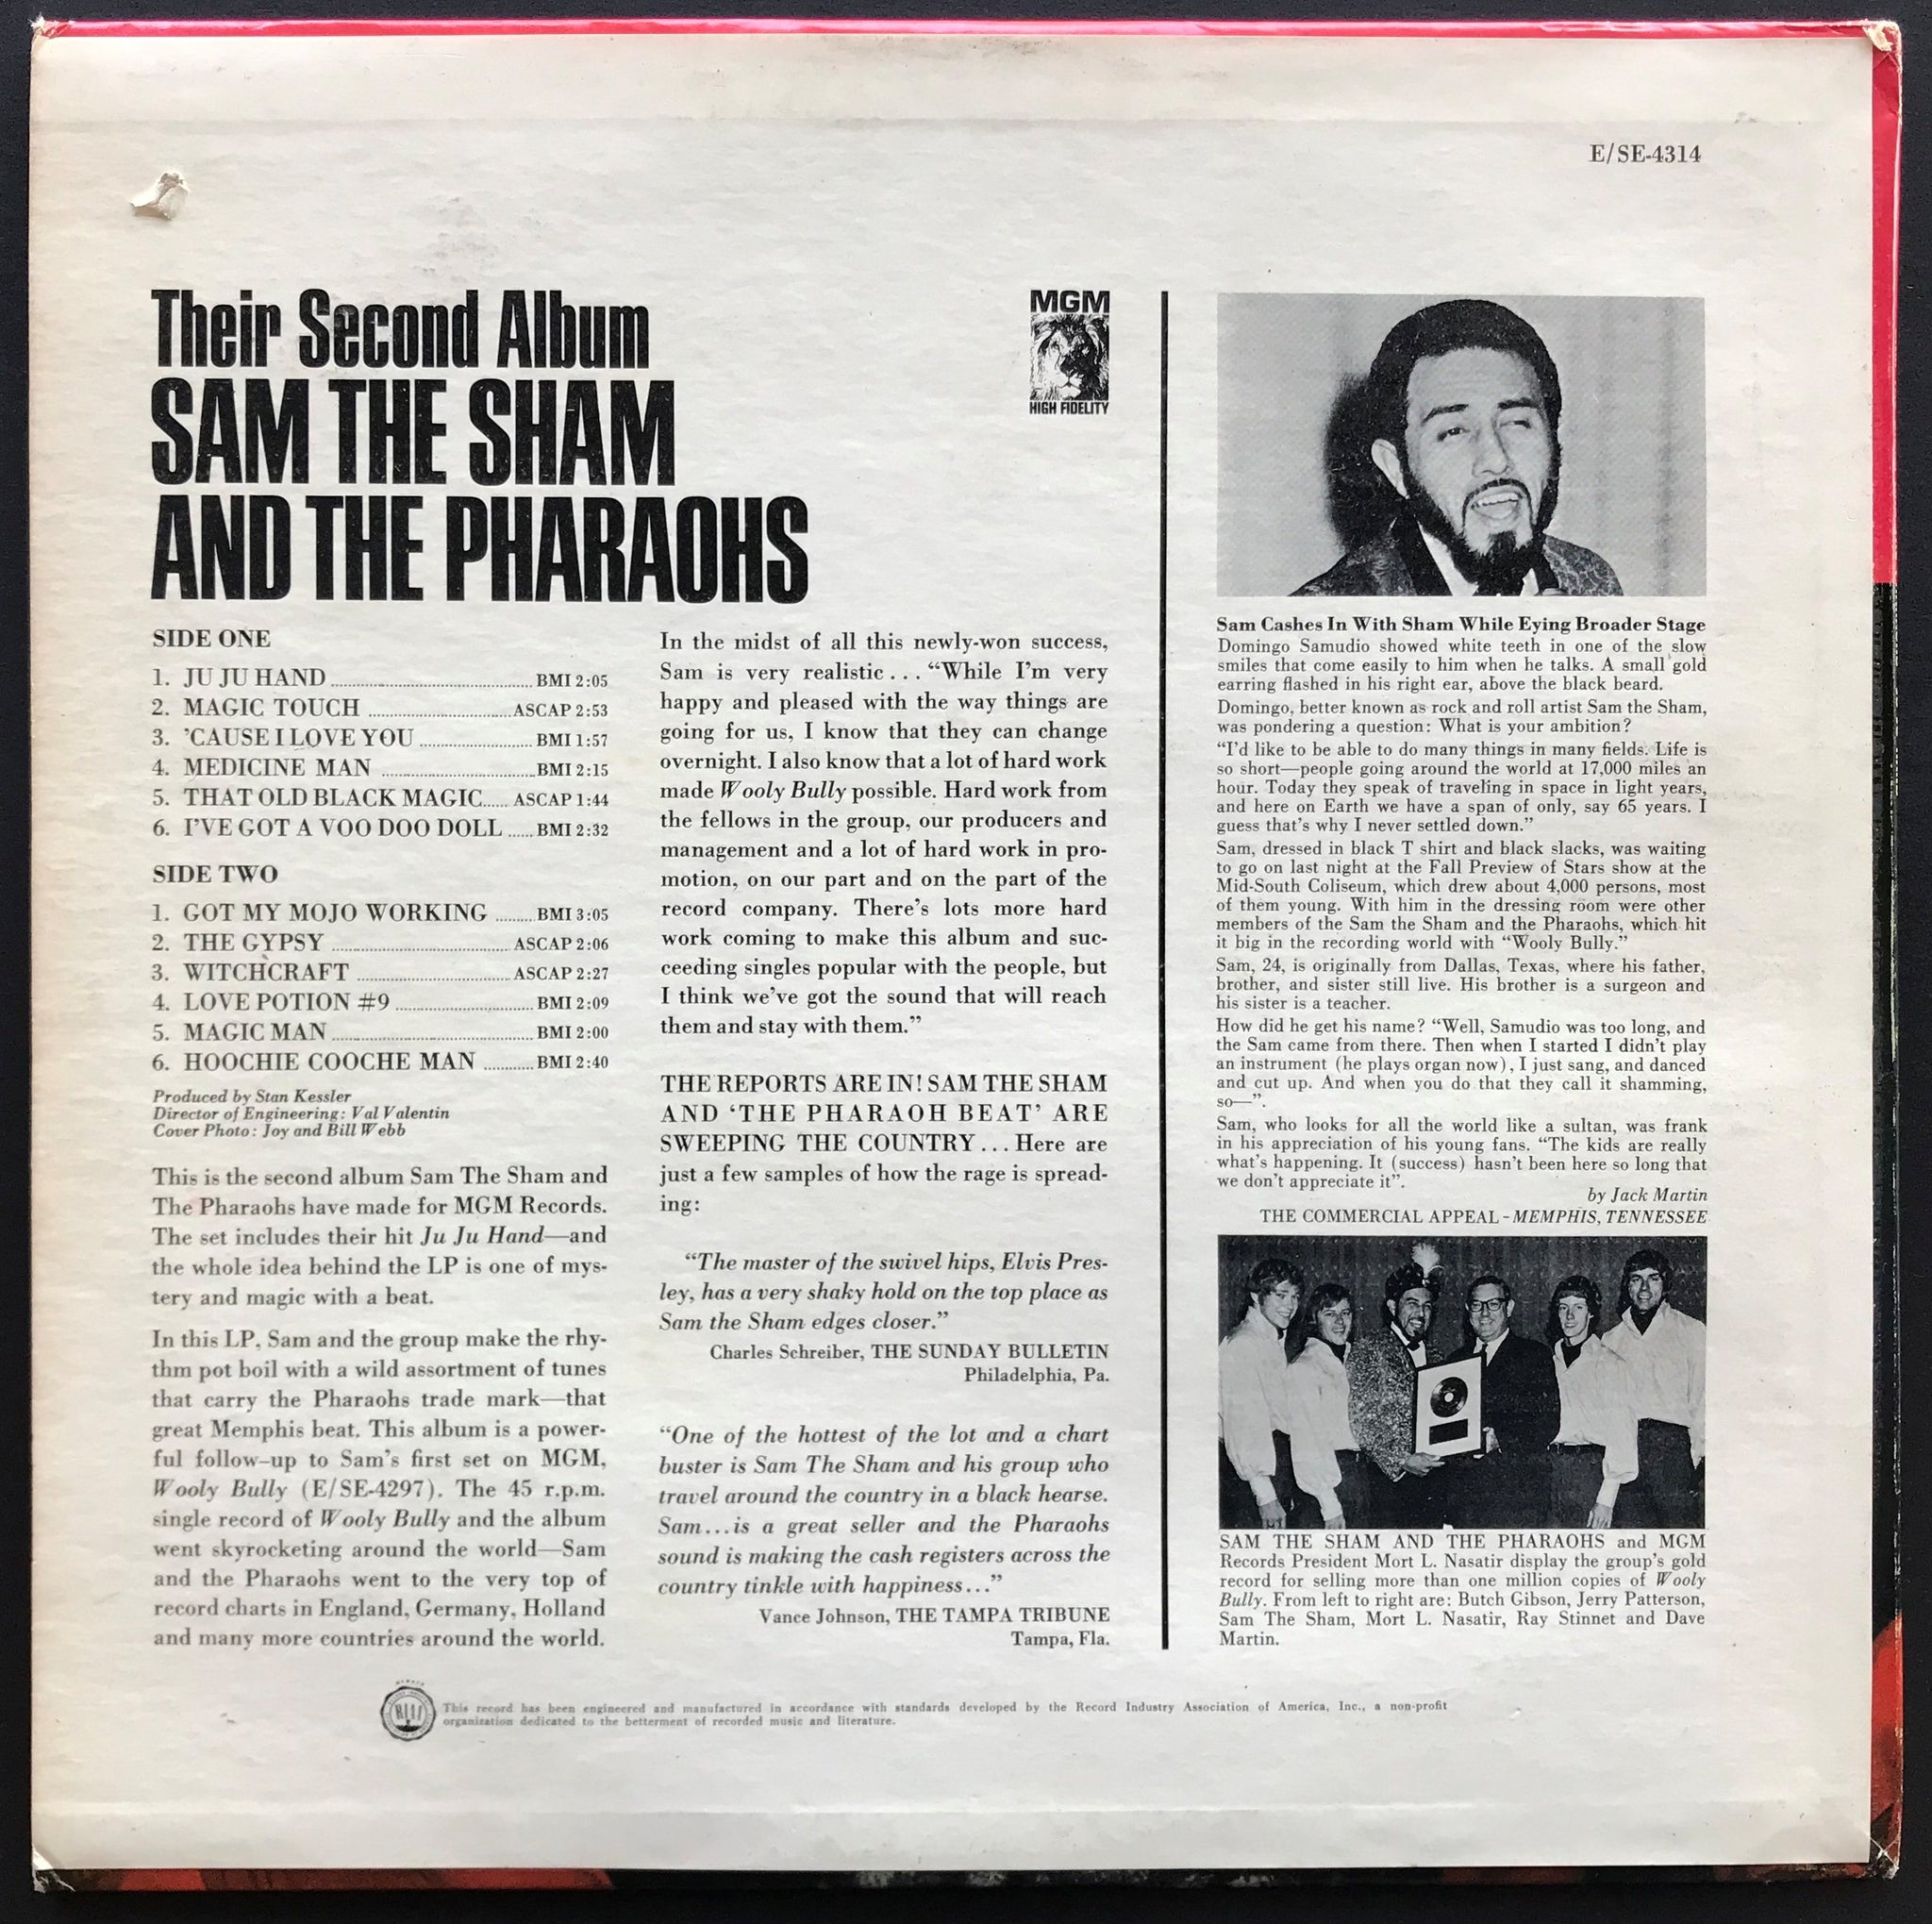 E/SE-4314
Their Second Album
SAM THE SHAM
AND THE PHARAOHS
MGM
HIGH FIDELITY
SIDE ONE
1. JU JU HAND BMI 2:05
2. MAGIC TOUCH ASCAP 2:53
3. 'CAUSE I LOVE YOU BMI 1:57
4. MEDICINE MAN BMI 2:15
5. THAT OLD BLACK MAGIC ASCAP 1:44
6. I'VE GOT A VOO DOO DOLL BMI 2:32
SIDE TWO
1. GOT MY MOJO WORKING BMI 3:05
2. THE GYPSY ASCAP 2:06
3. WITCHCRAFT ASCAP 2:27
4. LOVE POTION #9 BMI 2:09
5. MAGIC MAN BMI 2:00
6. HOOCHIE COOCHE MAN BMI 2:40
Produced by Stan Kessler
Director of Engineering: Val Valentin
Cover Photo: Joy and Bill Webb
This is the second album Sam The Sham and
The Pharaohs have made for MGM Records.
The set includes their hit Ju Ju Hand—and
the whole idea behind the LP is one of mys-
tery and magic with a beat.
In this LP, Sam and the group make the rhy-
thm pot boil with a wild assortment of tunes
that carry the Pharaohs trade mark—that
great Memphis beat. This album is a power-
ful follow-up to Sam's first set on MGM,
Wooly Bully (E/SE-4297). The 45 r.p.m.
single record of Wooly Bully and the album
went skyrocketing around the world—Sam
and the Pharaohs went to the very top of
record charts in England, Germany, Holland
and many more countries around the world.
In the midst of all this newly-won success,
Sam is very realistic... “While I'm very
happy and pleased with the way things are
going for us, I know that they can change
overnight. I also know that a lot of hard work
made Wooly Bully possible. Hard work from
the fellows in the group, our producers and
management and a lot of hard work in pro-
motion, on our part and on the part of the
record company. There's lots more hard
work coming to make this album and suc-
ceeding singles popular with the people, but
I think we've got the sound that will reach
them and stay with them.”
THE REPORTS ARE IN! SAM THE SHAM
AND ‘THE PHARAOH BEAT’ ARE
SWEEPING THE COUNTRY... Here are
just a few samples of how the rage is spread-
ing:
“The master of the swivel hips, Elvis Pres-
ley, has a very shaky hold on the top place as
Sam the Sham edges closer.”
Charles Schreiber, THE SUNDAY BULLETIN
Philadelphia, Pa.
“One of the hottest of the lot and a chart
buster is Sam The Sham and his group who
travel around the country in a black hearse.
Sam...is a great seller and the Pharaohs
sound is making the cash registers across the
country tinkle with happiness...”
Vance Johnson, THE TAMPA TRIBUNE
Tampa, Fla.
Sam Cashes In With Sham While Eying Broader Stage
Domingo Samudio showed white teeth in one of the slow
smiles that come easily to him when he talks. A small gold
earring flashed in his right ear, above the black beard.
Domingo, better known as rock and roll artist Sam the Sham,
was pondering a question: What is your ambition?
“I'd like to be able to do many things in many fields. Life is
so short—people going around the world at 17,000 miles an
hour. Today they speak of traveling in space in light years,
and here on Earth we have a span of only, say 65 years. I
guess that's why I never settled down.”
Sam, dressed in black T shirt and black slacks, was waiting
to go on last night at the Fall Preview of Stars show at the
Mid-South Coliseum, which drew about 4,000 persons, most
of them young. With him in the dressing room were other
members of the Sam the Sham and the Pharaohs, which hit
it big in the recording world with “Wooly Bully.”
Sam, 24, is originally from Dallas, Texas, where his father,
brother, and sister still live. His brother is a surgeon and
his sister is a teacher.
How did he get his name? “Well, Samudio was too long, and
the Sam came from there. Then when I started I didn't play
an instrument (he plays organ now), I just sang, and danced
and cut up. And when you do that they call it shamming,
so—”.
Sam, who looks for all the world like a sultan, was frank
in his appreciation of his young fans. “The kids are really
what's happening. It (success) hasn't been here so long that
we don't appreciate it”.
by Jack Martin
THE COMMERCIAL APPEAL - MEMPHIS, TENNESSEE
SAM THE SHAM AND THE PHARAOHS and MGM
Records President Mort L. Nasatir display the group's gold
record for selling more than one million copies of Wooly
Bully. From left to right are: Butch Gibson, Jerry Patterson,
Sam The Sham, Mort L. Nasatir, Ray Stinnet and Dave
Martin.
This record has been engineered and manufactured in accordance with standards developed by the Record Industry Association of America, Inc., a non-profit
organization dedicated to the betterment of recorded music and literature.